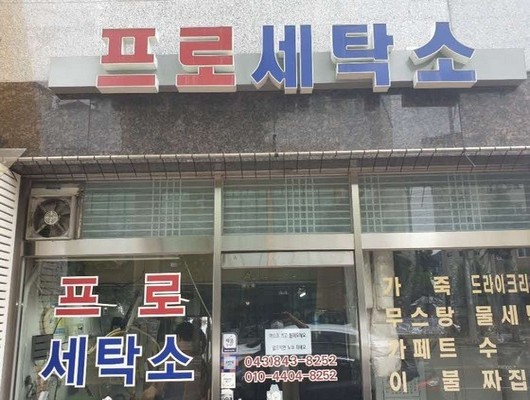 프로세탁소
프로
세탁소
(043)843-8252
010-4404-8252
가죽 드라이크리
무스탕 물세탁
카페트 수
이불 짜집